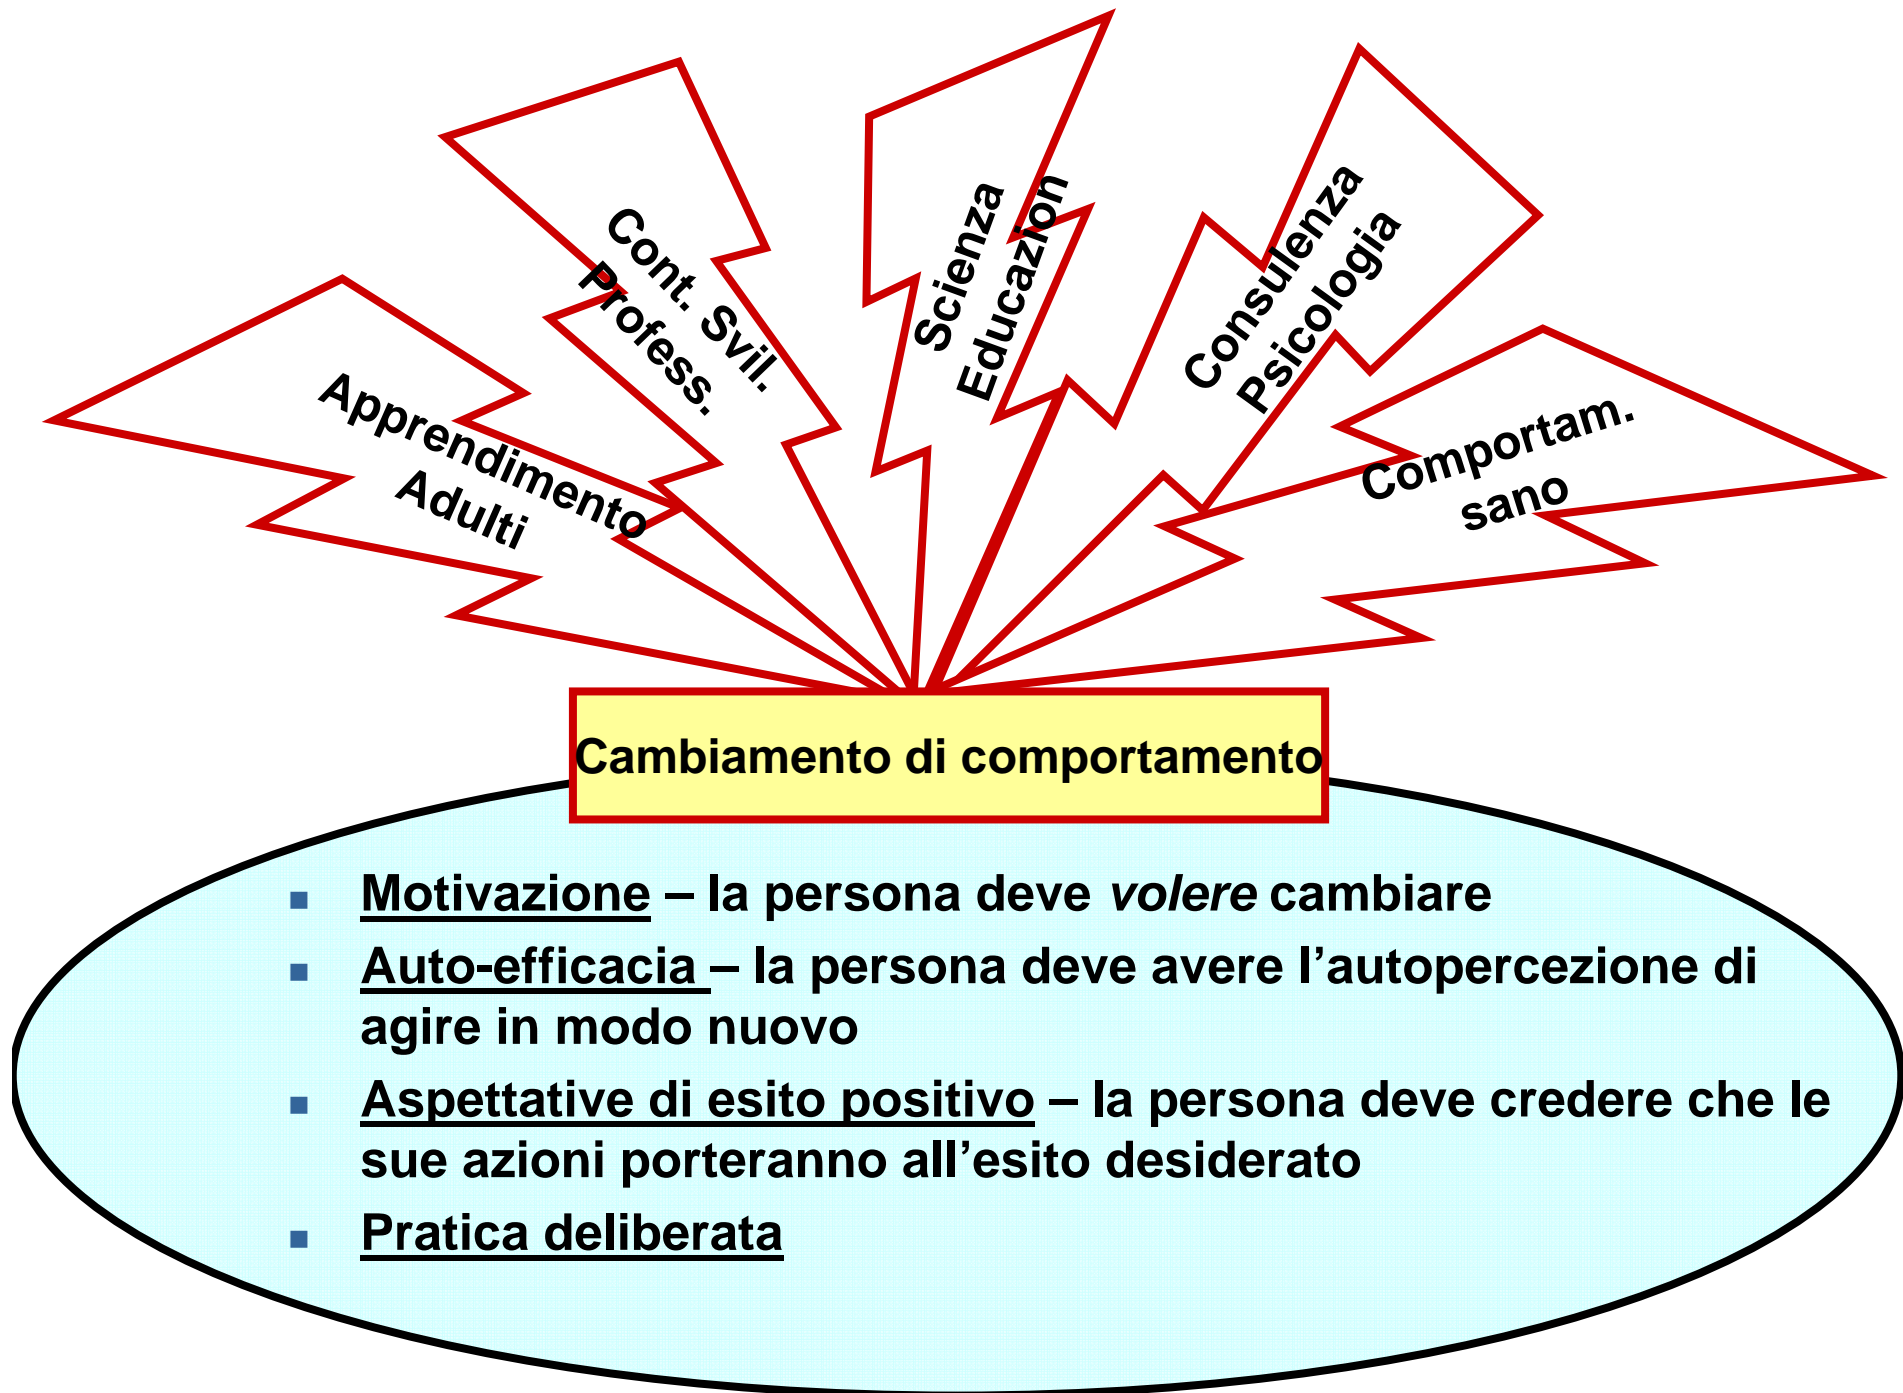 Apprendimento
Adulti
Cont. Svil.
Profess.
Scienza
Educazion
Consulenza
Psicologia
Comportam.
sano
Cambiamento di comportamento
Motivazione – la persona deve volere cambiare
Auto-efficacia – la persona deve avere l’autopercezione di
agire in modo nuovo
Aspettative di esito positivo – la persona deve credere che le
sue azioni porteranno all’esito desiderato
Pratica deliberata